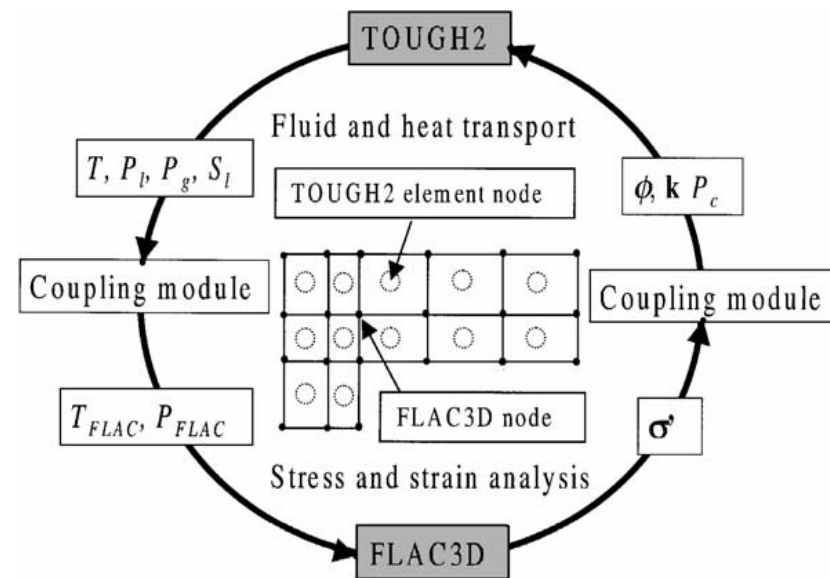 TOUGH2
Fluid and heat transport
T, P_l, P_g, S_l
TOUGH2 element node
ϕ, k P_c
Coupling module
Coupling module
FLAC3D node
T_FLAC, P_FLAC
σ'
Stress and strain analysis
FLAC3D